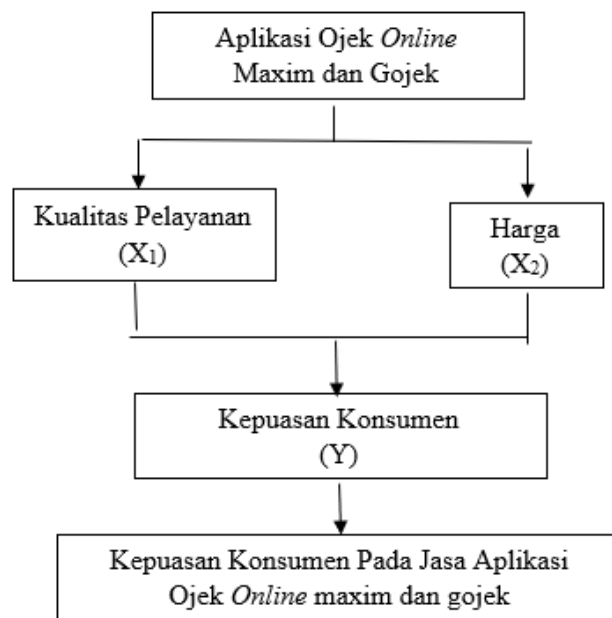 Aplikasi Ojek Online
Maxim dan Gojek
Kualitas Pelayanan
(X₁)
Harga
(X₂)
Kepuasan Konsumen
(Y)
Kepuasan Konsumen Pada Jasa Aplikasi
Ojek Online maxim dan gojek